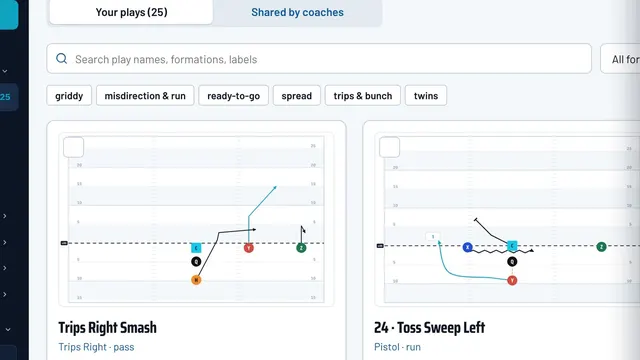 Your plays (25)
Shared by coaches
25
Search play names, formations, labels
All for
griddy
misdirection & run
ready-to-go
spread
trips & bunch
twins
Y
Z
Q
X
Q
Y
Z
Trips Right Smash
24 · Toss Sweep Left
Trips Right · pass
Pistol · run